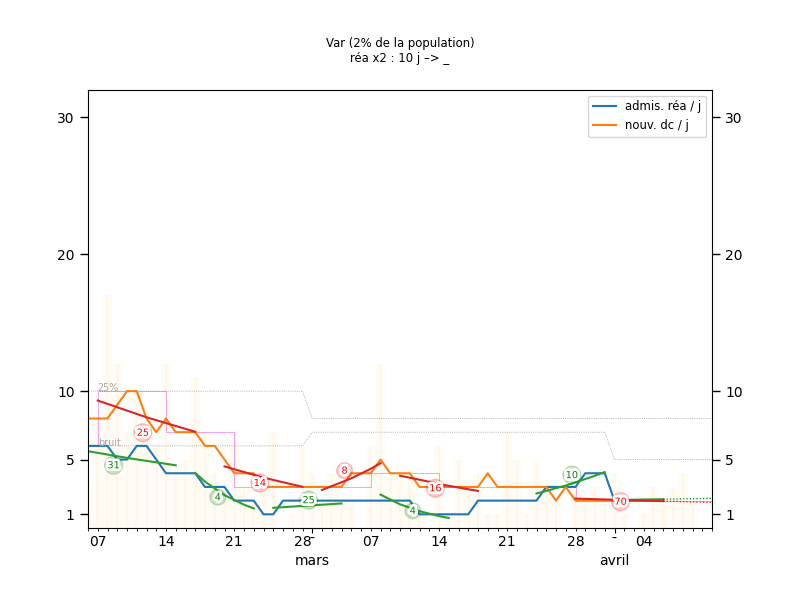 Var (2% de la population)
réa x2 : 10 j –> _
admis. réa / j
nouv. dc / j
30 30
20 20
10 10
5 5
1 1
25%
bruit
31
25
4
14
25
8
4
16
10
70
07 14 21 28 07 14 21 28 04
mars avril